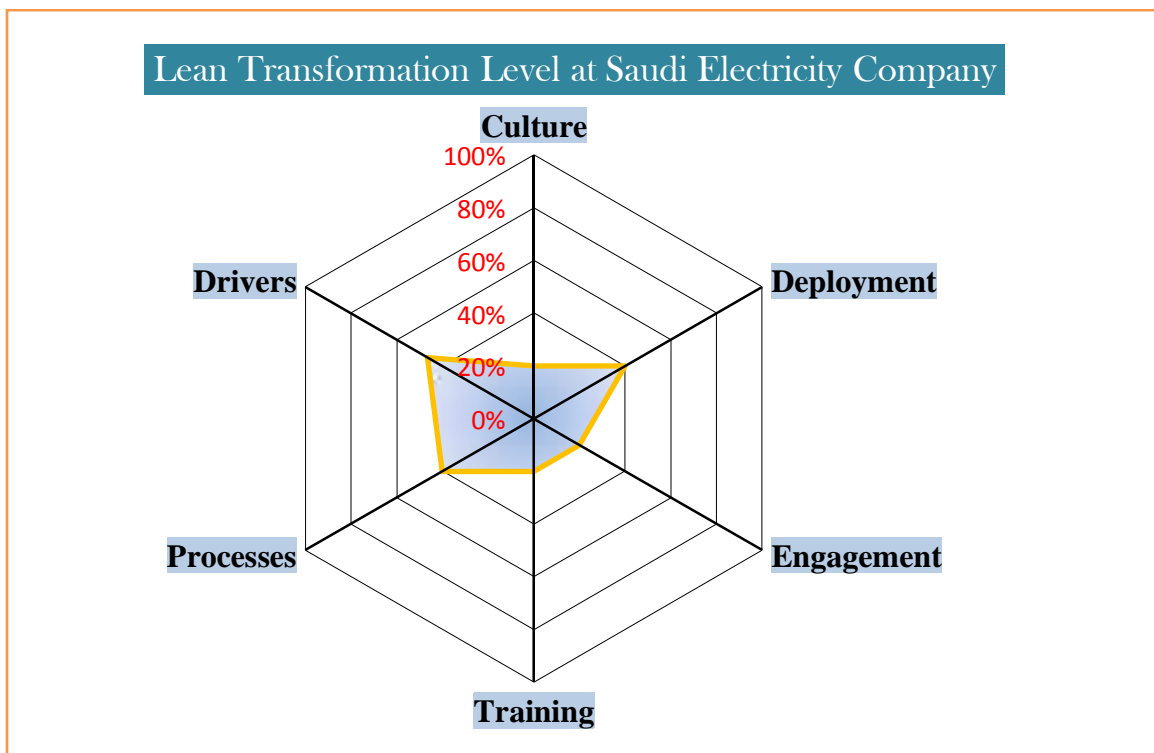 Lean Transformation Level at Saudi Electricity Company
Culture
100%
80%
60%
40%
20%
0%
Drivers
Deployment
Processes
Engagement
Training